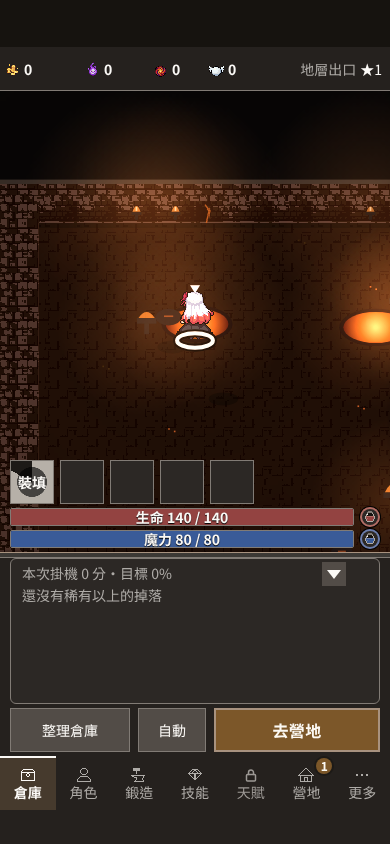 0 0 0 0 地層出口 ★1
裝填
生命 140 / 140
魔力 80 / 80
本次掛機 0 分・目標 0%
還沒有稀有以上的掉落
整理倉庫 自動 去營地
1
倉庫 角色 鍛造 技能 天賦 營地 更多